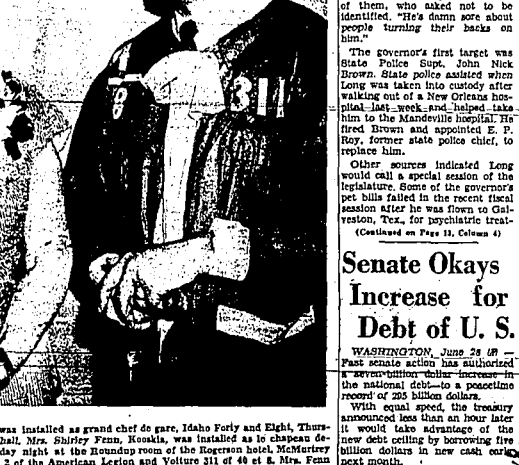 8
311
was installed as grand chef de gare, Idaho Forty and Eight, Thurs-
hall. Mrs. Shirley Fenn, Kooskia, was installed as le chapeau de-
day night at the Roundup room of the Rogerson hotel. McMurtrey
2 of the American Legion and Voiture 311 of 40 et 8. Mrs. Fenn
of them, who asked not to be
identified. "He's damn sore about
people turning their backs on
him."
The governor's first target was
State Police Supt. John Nick
Brown. State police assisted when
Long was taken into custody after
walking out of a New Orleans hos-
pital last week and helped take
him to the Mandeville hospital. He
fired Brown and appointed E. P.
Roy, former state police chief, to
replace him.
Other sources indicated Long
would call a special session of the
legislature. Some of the governor's
pet bills failed in the recent fiscal
session after he was flown to Gal-
veston, Tex., for psychiatric treat-
(Continued on Page 13, Column 4)
Senate Okays
Increase for
Debt of U. S.
WASHINGTON, June 26 —
Fast senate action has authorized
a seven-billion dollar increase in
the national debt—to a peacetime
record of 295 billion dollars.
With equal speed, the treasury
announced less than an hour later
it would take advantage of the
new debt ceiling by borrowing five
billion dollars in new cash early
next month.